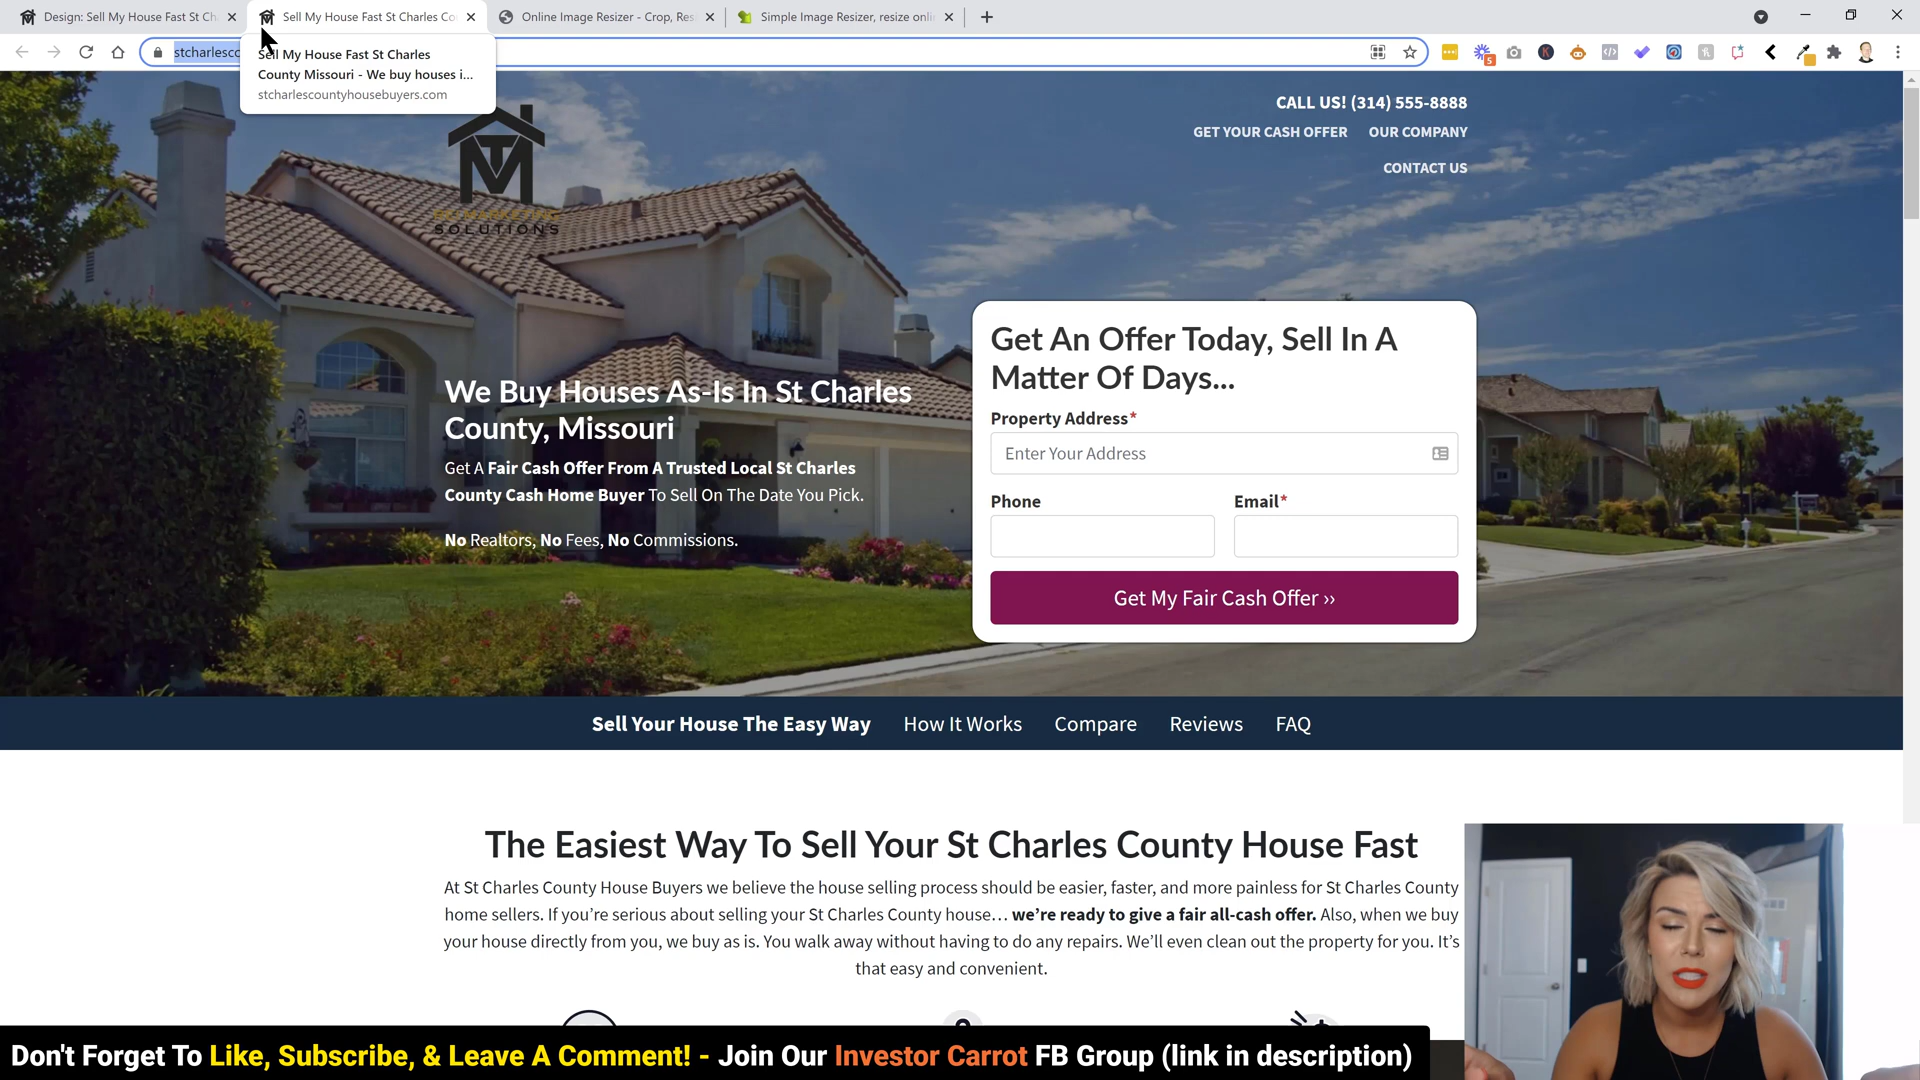 Design: Sell My House Fast St Ch
Sell My House Fast St Charles Co
Online Image Resizer - Crop, Res
Simple Image Resizer, resize onli
stcharlesco
Sell My House Fast St Charles
County Missouri - We buy houses i...
stcharlescountyhousebuyers.com
5
CALL US! (314) 555-8888
GET YOUR CASH OFFER
OUR COMPANY
CONTACT US
SOLUTIONS
We Buy Houses As-Is In St Charles
County, Missouri
Get A Fair Cash Offer From A Trusted Local St Charles
County Cash Home Buyer To Sell On The Date You Pick.
No Realtors, No Fees, No Commissions.
Get An Offer Today, Sell In A
Matter Of Days...
Property Address*
Enter Your Address
Phone
Email*
Get My Fair Cash Offer ››
Sell Your House The Easy Way
How It Works
Compare
Reviews
FAQ
The Easiest Way To Sell Your St Charles County House Fast
At St Charles County House Buyers we believe the house selling process should be easier, faster, and more painless for St Charles County
home sellers. If you’re serious about selling your St Charles County house… we’re ready to give a fair all-cash offer. Also, when we buy
your house directly from you, we buy as is. You walk away without having to do any repairs. We’ll even clean out the property for you. It’s
that easy and convenient.
Don't Forget To Like, Subscribe, & Leave A Comment! - Join Our Investor Carrot FB Group (link in description)